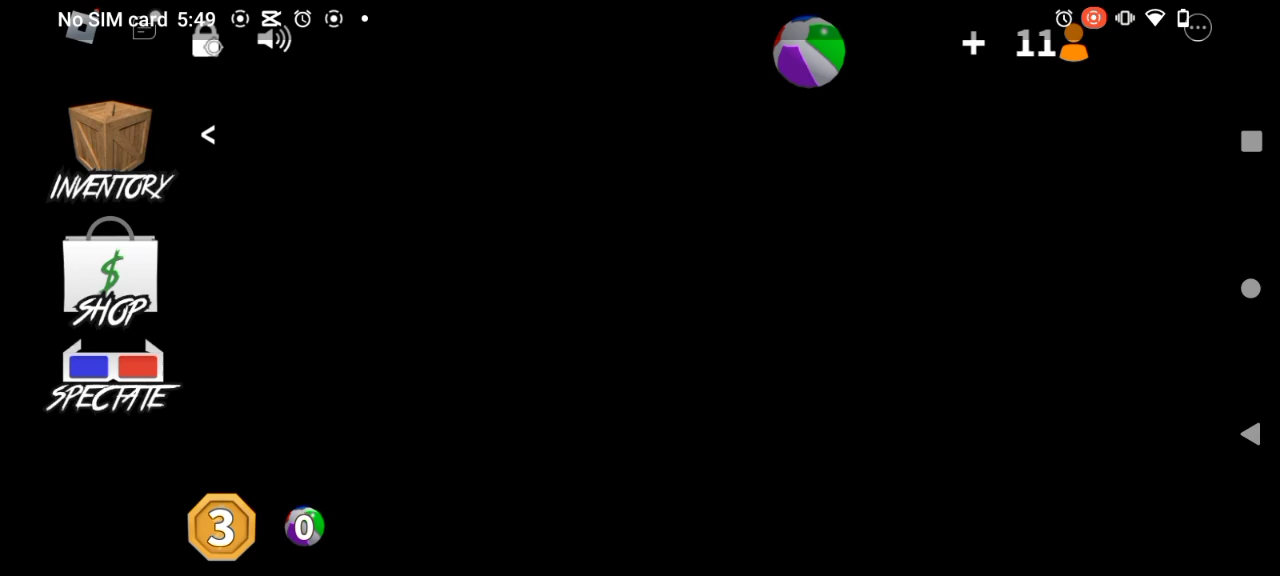 No SIM card 5:49
+ 11
<
INVENTORY
$
SHOP
SPECTATE
3 0